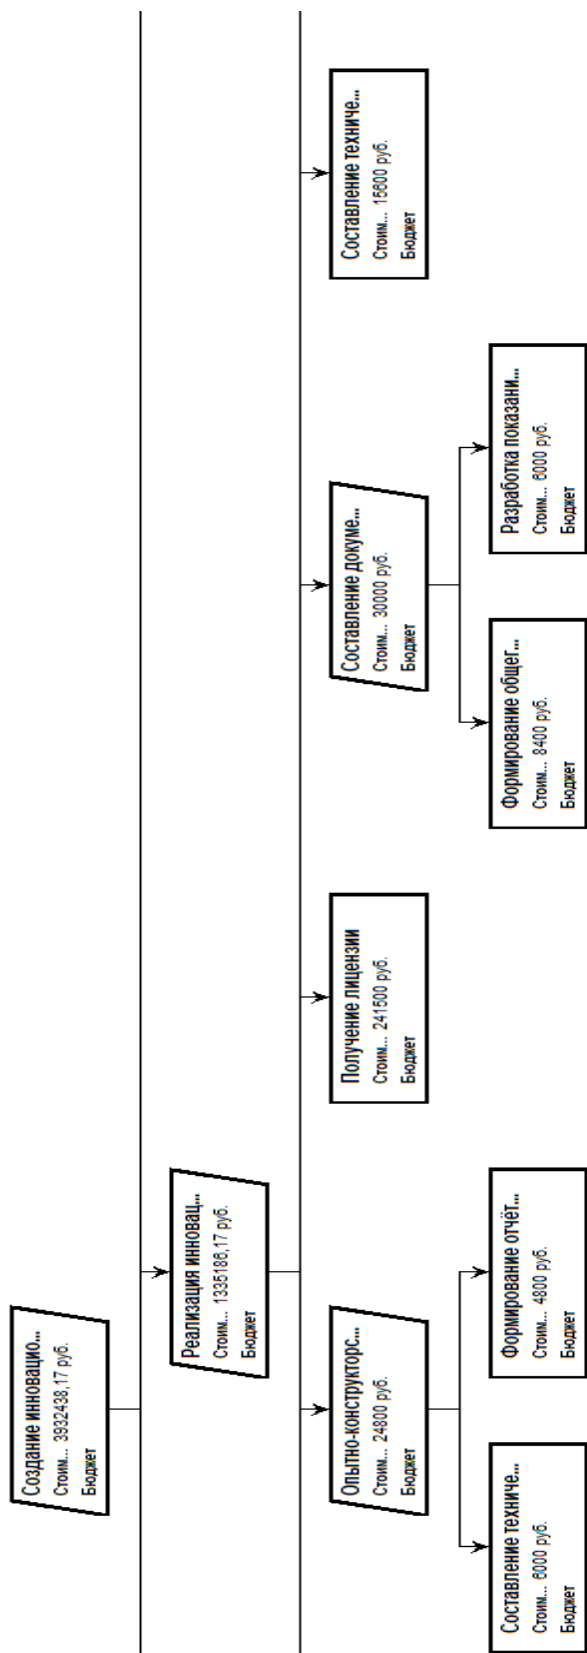 Создание инновацио...
Стоим... 3932438,17 руб.
Бюджет
Реализация инновац...
Стоим... 1335186,17 руб.
Бюджет
Опытно-конструкторс...
Стоим... 24800 руб.
Бюджет
Получение лицензии
Стоим... 241500 руб.
Бюджет
Составление докуме...
Стоим... 30000 руб.
Бюджет
Составление техниче...
Стоим... 15600 руб.
Бюджет
Составление техниче...
Стоим... 6000 руб.
Бюджет
Формирование отчёт...
Стоим... 4800 руб.
Бюджет
Формирование общег...
Стоим... 8400 руб.
Бюджет
Разработка показани...
Стоим... 6000 руб.
Бюджет